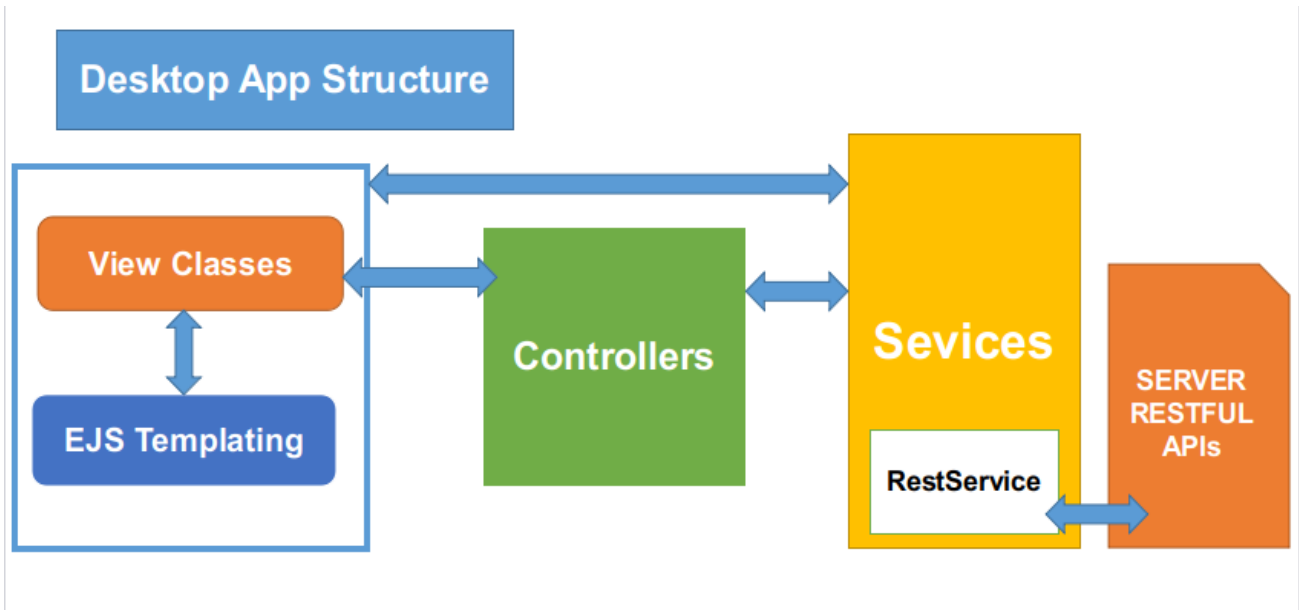 Desktop App Structure
View Classes
EJS Templating
Controllers
Sevices
RestService
SERVER
RESTFUL
APIs